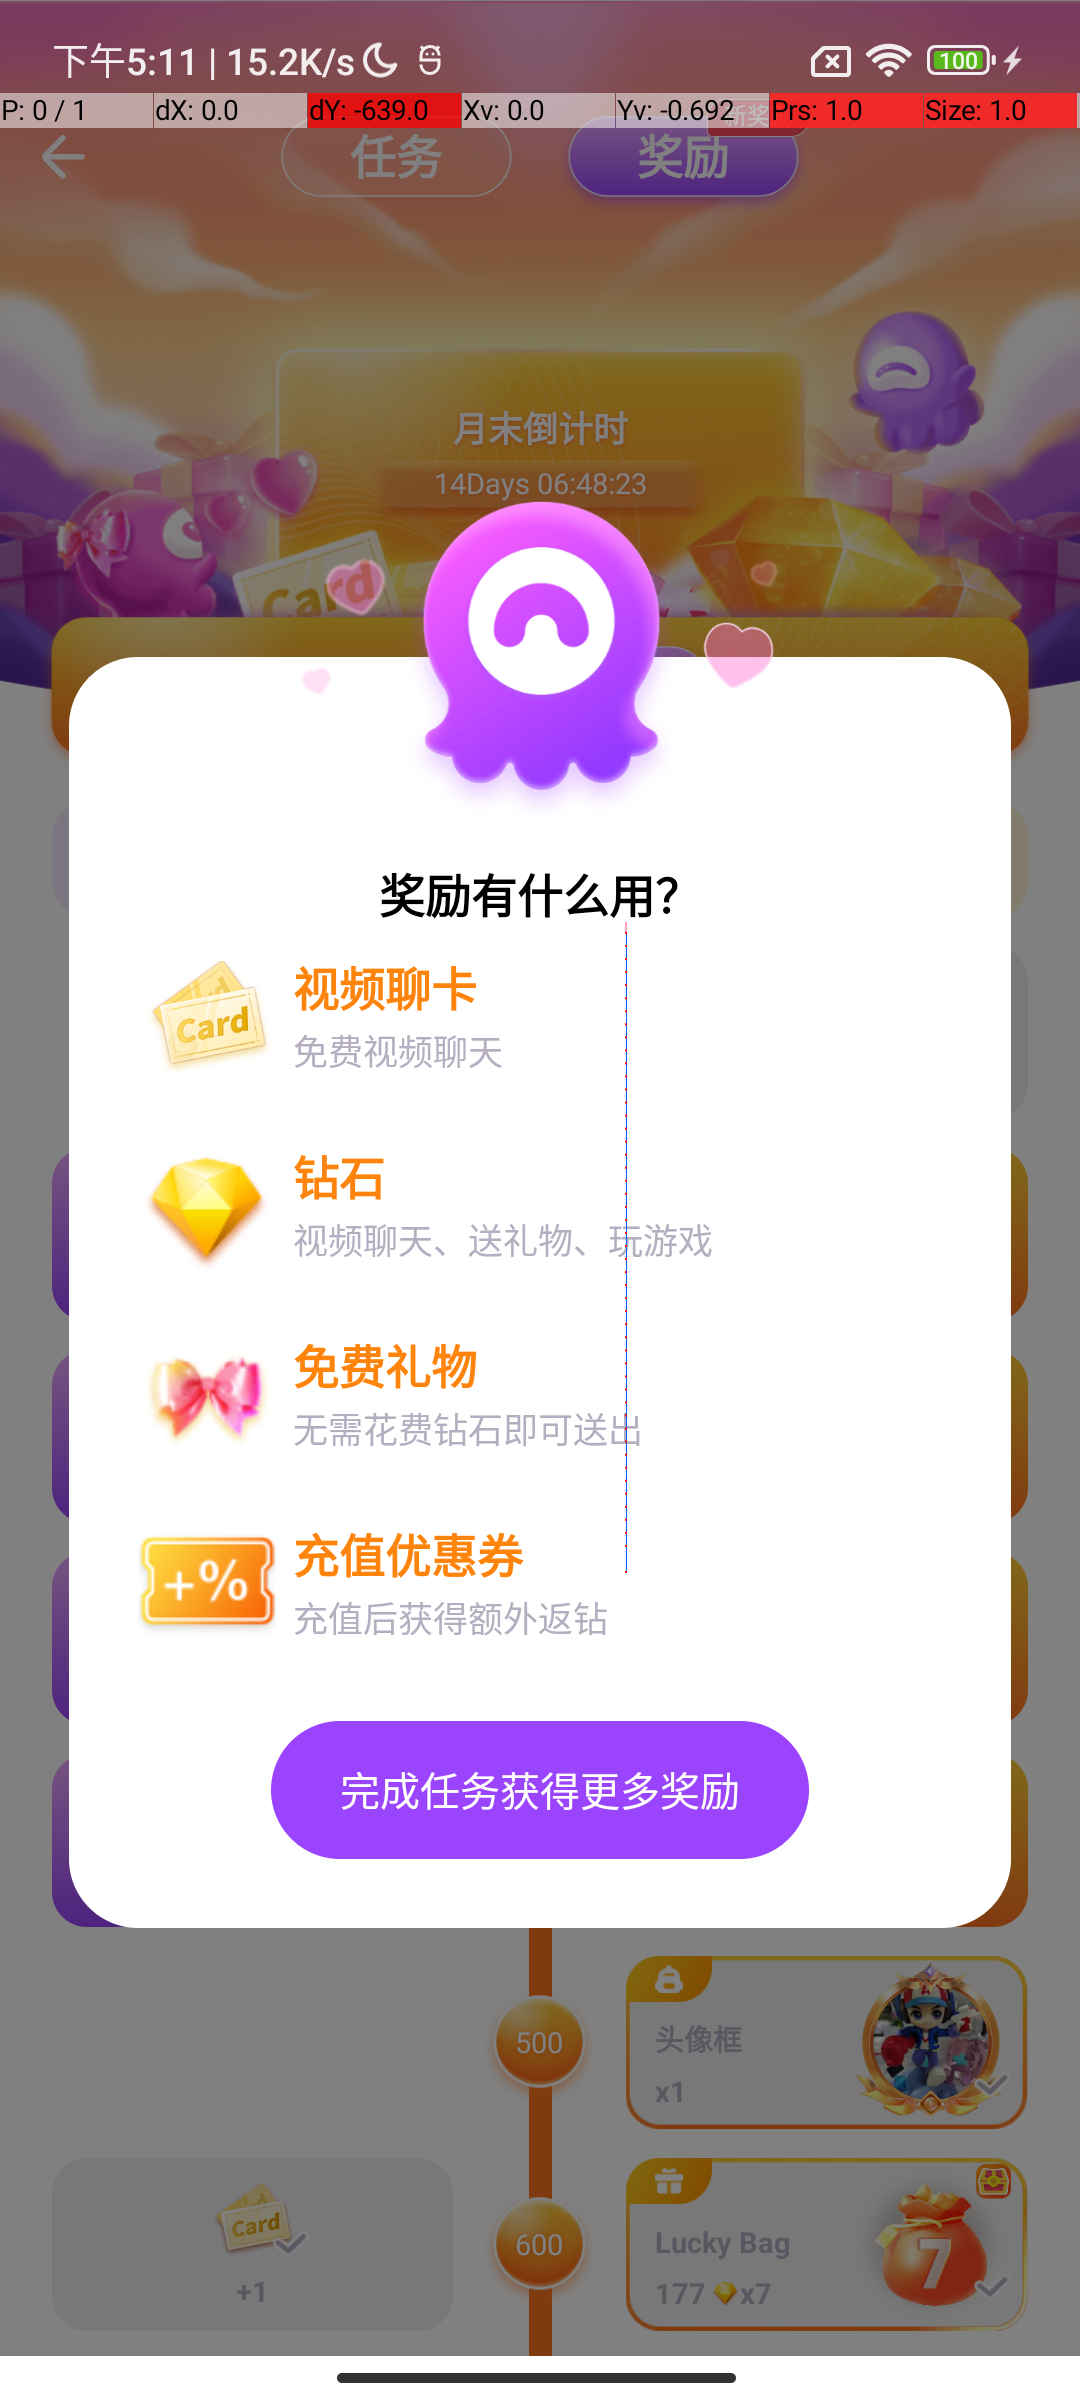 下午5:11 | 15.2K/s
100
P: 0 / 1
dX: 0.0
dY: -639.0
Xv: 0.0
Yv: -0.692
Prs: 1.0
Size: 1.0
任务
奖励
新奖
月末倒计时
14Days 06:48:23
Card
奖励有什么用?
Card
视频聊卡
免费视频聊天
钻石
视频聊天、送礼物、玩游戏
免费礼物
无需花费钻石即可送出
+%
充值优惠券
充值后获得额外返钻
完成任务获得更多奖励
500
头像框
x1
Card
+1
600
Lucky Bag
177 x7
7